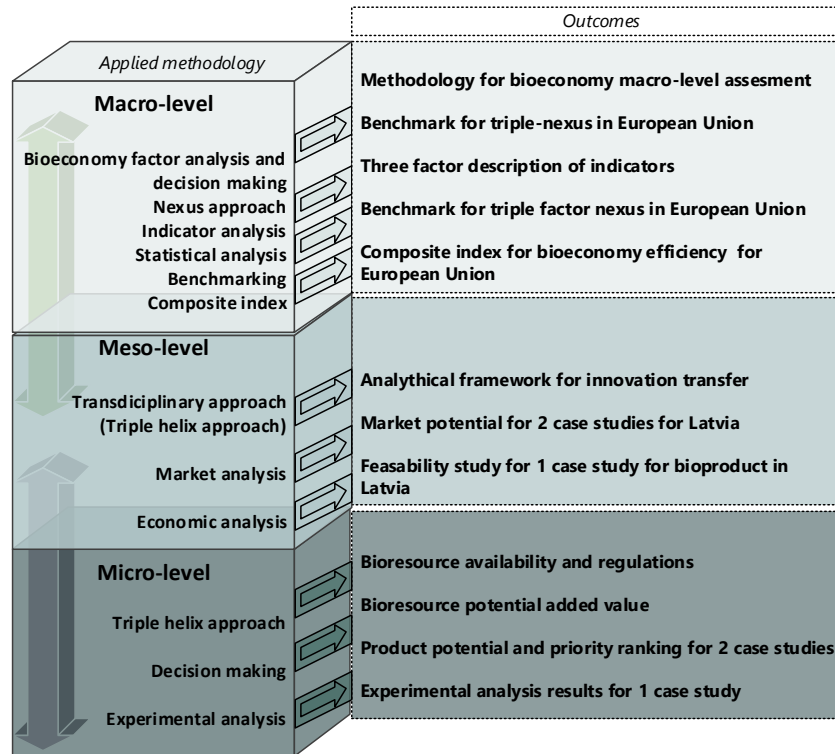 Outcomes
Applied methodology
Macro-level
Bioeconomy factor analysis and
decision making
Nexus approach
Indicator analysis
Statistical analysis
Benchmarking
Composite index
Methodology for bioeconomy macro-level assesment
Benchmark for triple-nexus in European Union
Three factor description of indicators
Benchmark for triple factor nexus in European Union
Composite index for bioeconomy efficiency for
European Union
Meso-level
Transdiciplinary approach
(Triple helix approach)
Market analysis
Economic analysis
Analythical framework for innovation transfer
Market potential for 2 case studies for Latvia
Feasability study for 1 case study for bioproduct in
Latvia
Micro-level
Triple helix approach
Decision making
Experimental analysis
Bioresource availability and regulations
Bioresource potential added value
Product potential and priority ranking for 2 case studies
Experimental analysis results for 1 case study